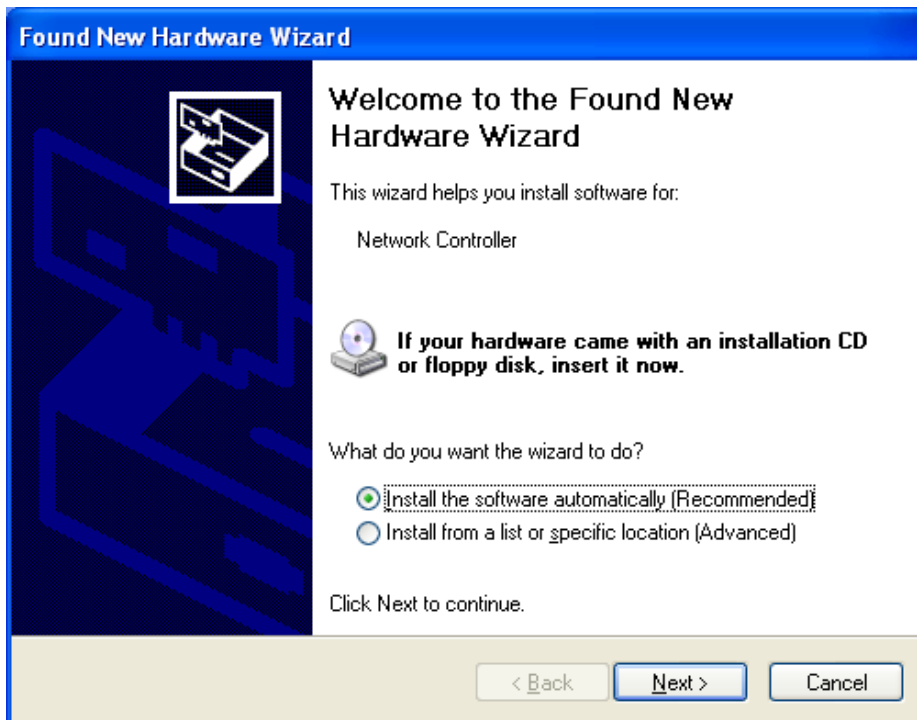 Found New Hardware Wizard
Welcome to the Found New
Hardware Wizard
This wizard helps you install software for:
Network Controller
If your hardware came with an installation CD
or floppy disk, insert it now.
What do you want the wizard to do?
Install the software automatically (Recommended)
Install from a list or specific location (Advanced)
Click Next to continue.
< Back Next > Cancel